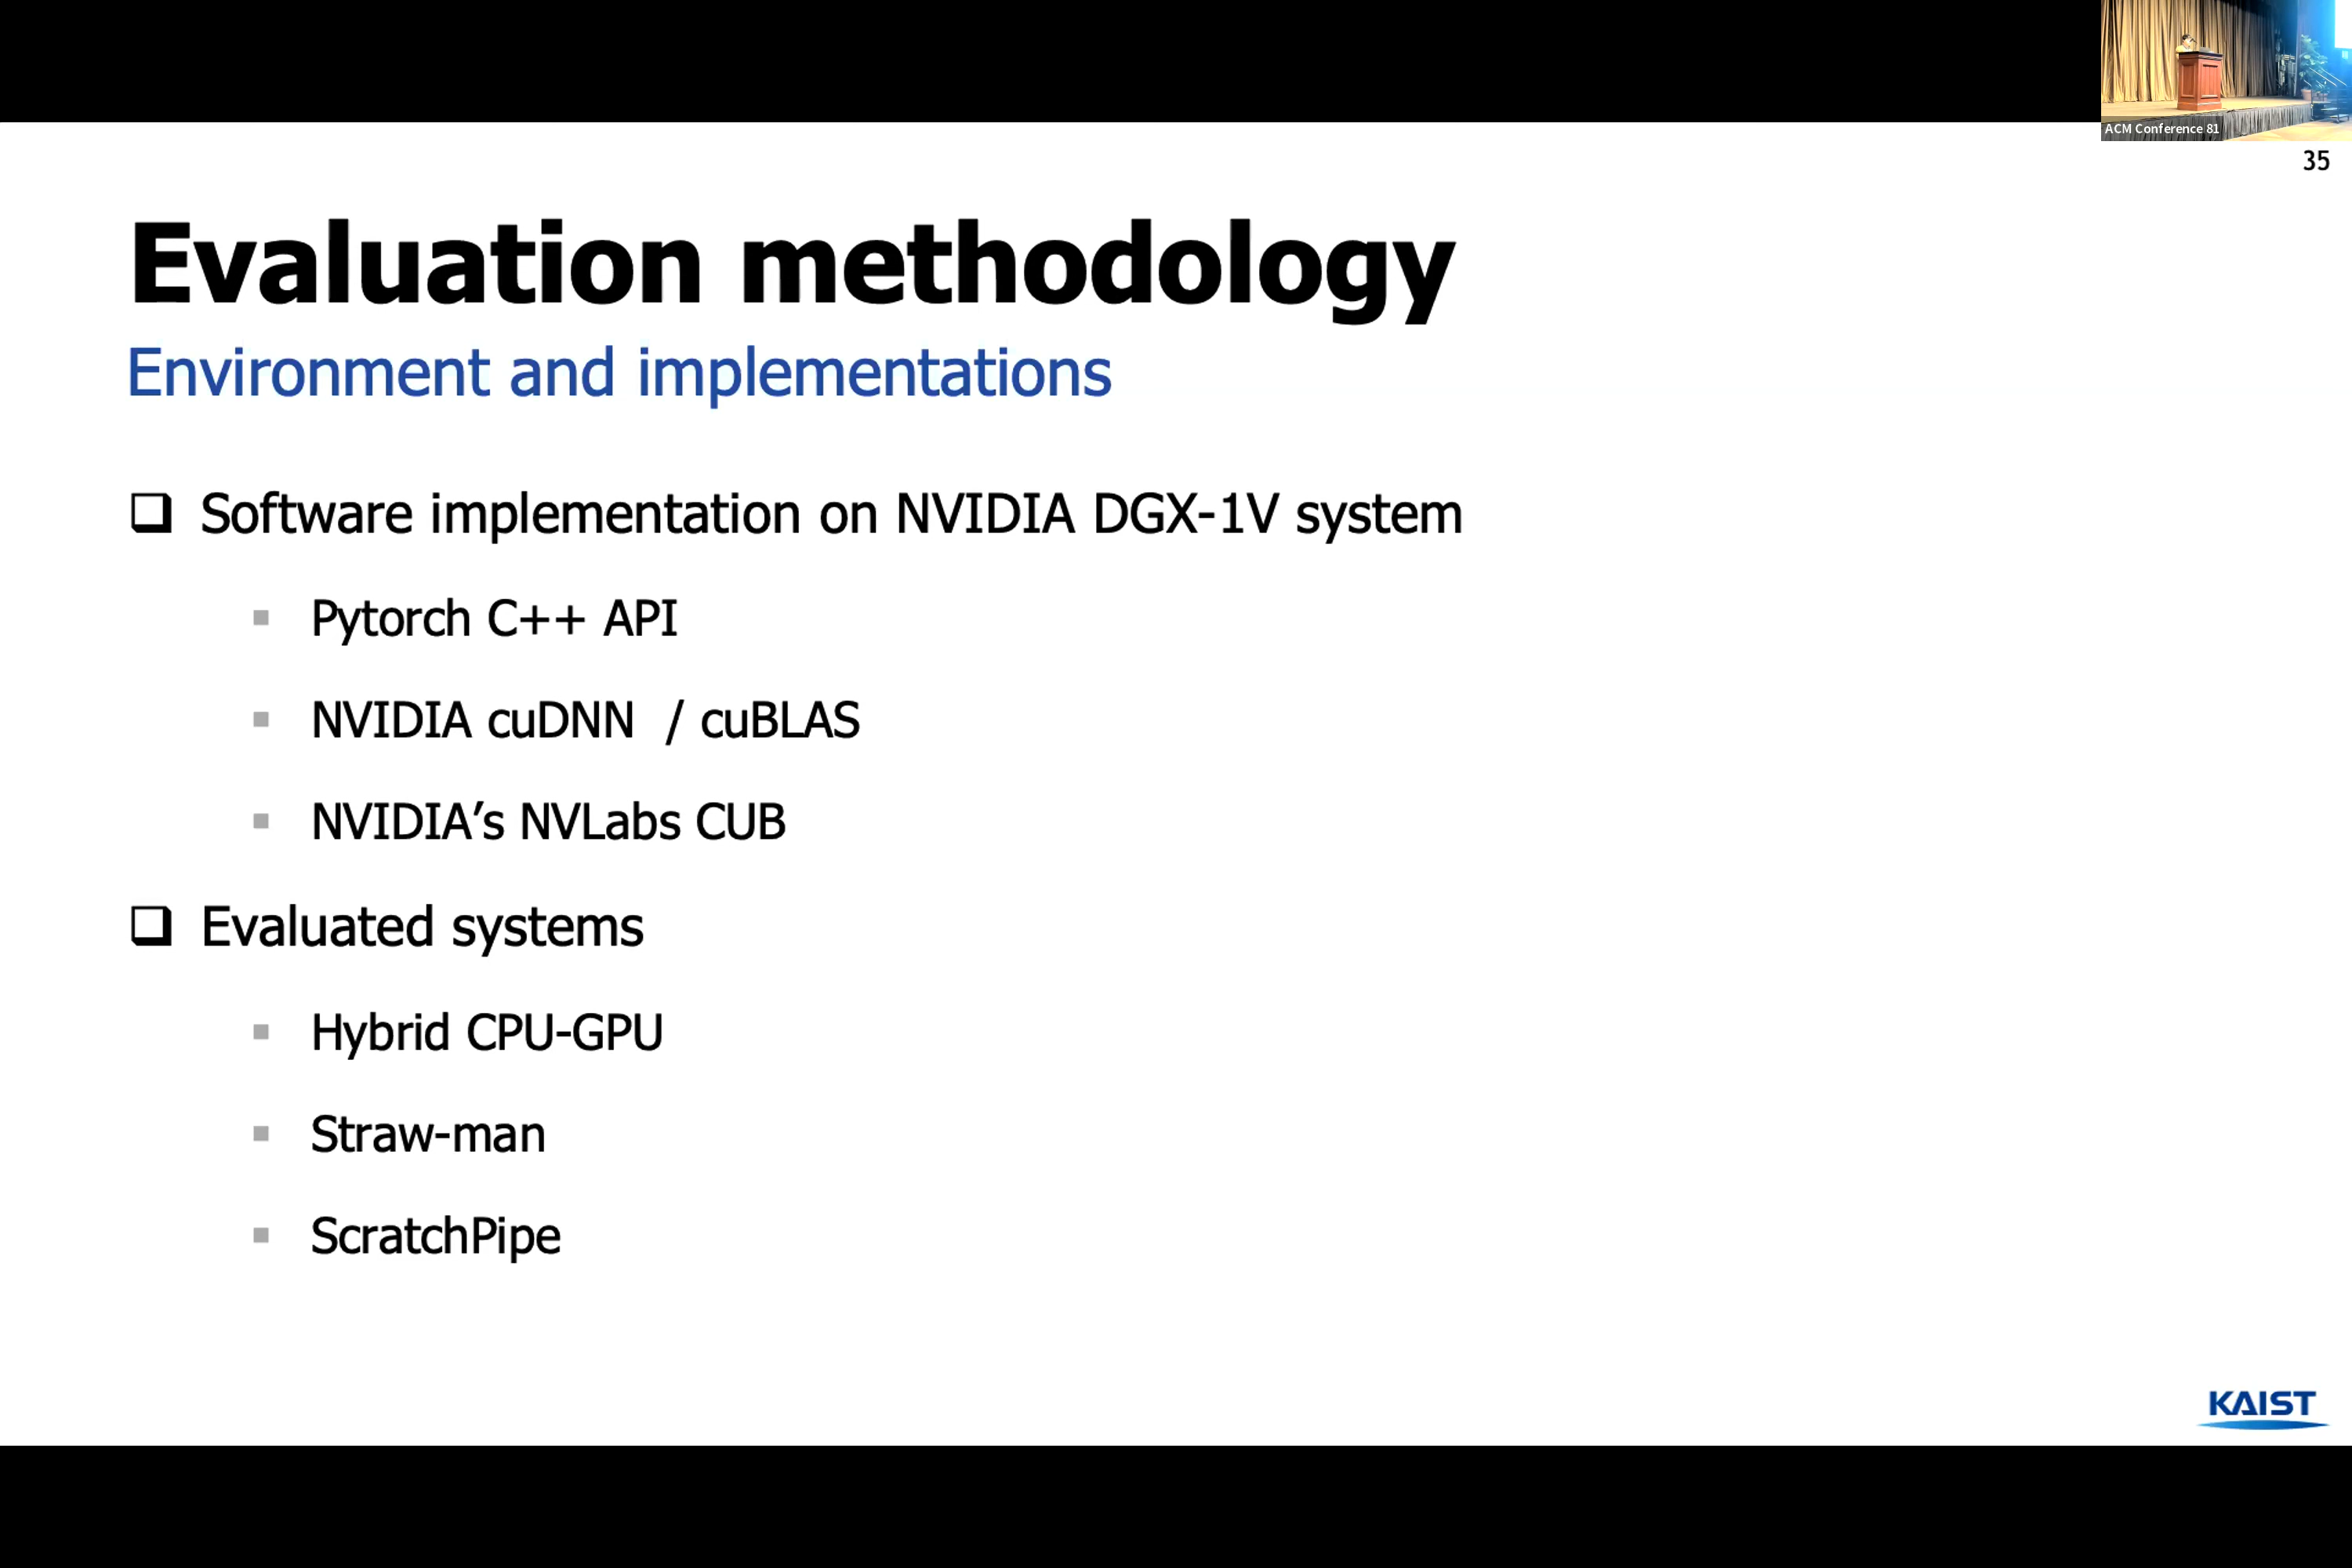 ACM Conference 81
35
Evaluation methodology
Environment and implementations
Software implementation on NVIDIA DGX-1V system
Pytorch C++ API
NVIDIA cuDNN / cuBLAS
NVIDIA’s NVLabs CUB
Evaluated systems
Hybrid CPU-GPU
Straw-man
ScratchPipe
KAIST